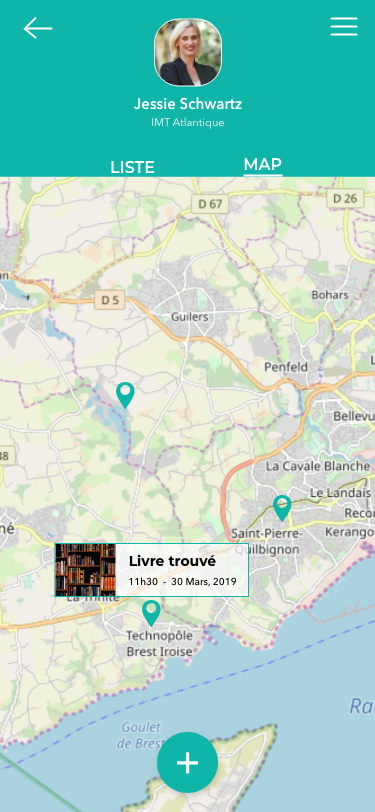 Jessie Schwartz
IMT Atlantique
LISTE
MAP
D 67
D 26
D 5
Bohars
Guilers
Penfeld
La Cavale Blanche
Le Landais
Saint-Pierre-
Quilbignon
Kerango
Livre trouvé
11h30 - 30 Mars, 2019
La Trinité
Technopôle
Brest Iroise
Goulet
de Brest
+